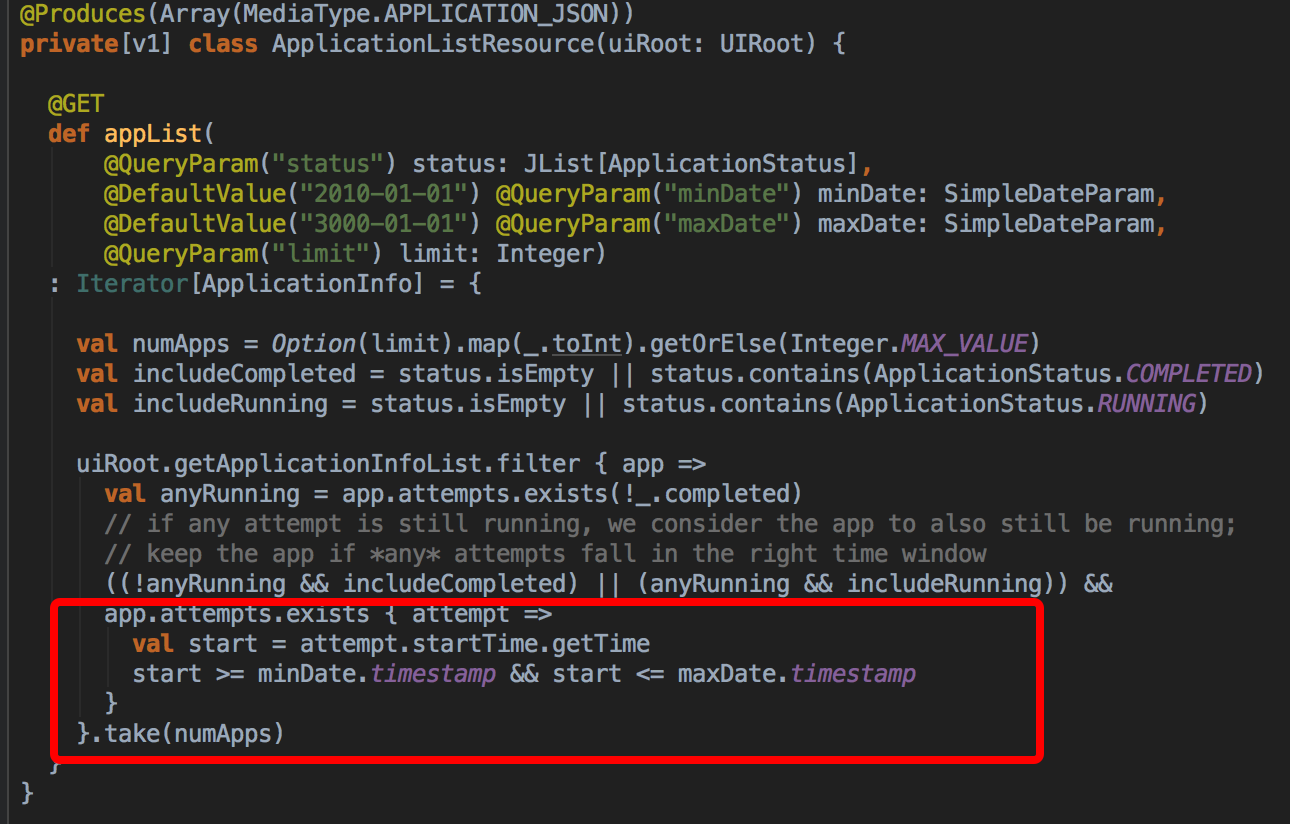 @Produces(Array(MediaType.APPLICATION_JSON))
private[v1] class ApplicationListResource(uiRoot: UIRoot) {

  @GET
  def appList(
      @QueryParam("status") status: JList[ApplicationStatus],
      @DefaultValue("2010-01-01") @QueryParam("minDate") minDate: SimpleDateParam,
      @DefaultValue("3000-01-01") @QueryParam("maxDate") maxDate: SimpleDateParam,
      @QueryParam("limit") limit: Integer)
  : Iterator[ApplicationInfo] = {

    val numApps = Option(limit).map(_.toInt).getOrElse(Integer.MAX_VALUE)
    val includeCompleted = status.isEmpty || status.contains(ApplicationStatus.COMPLETED)
    val includeRunning = status.isEmpty || status.contains(ApplicationStatus.RUNNING)

    uiRoot.getApplicationInfoList.filter { app =>
      val anyRunning = app.attempts.exists(!_.completed)
      // if any attempt is still running, we consider the app to also still be running;
      // keep the app if *any* attempts fall in the right time window
      ((!anyRunning && includeCompleted) || (anyRunning && includeRunning)) &&
      app.attempts.exists { attempt =>
        val start = attempt.startTime.getTime
        start >= minDate.timestamp && start <= maxDate.timestamp
      }
    }.take(numApps)
  }
}